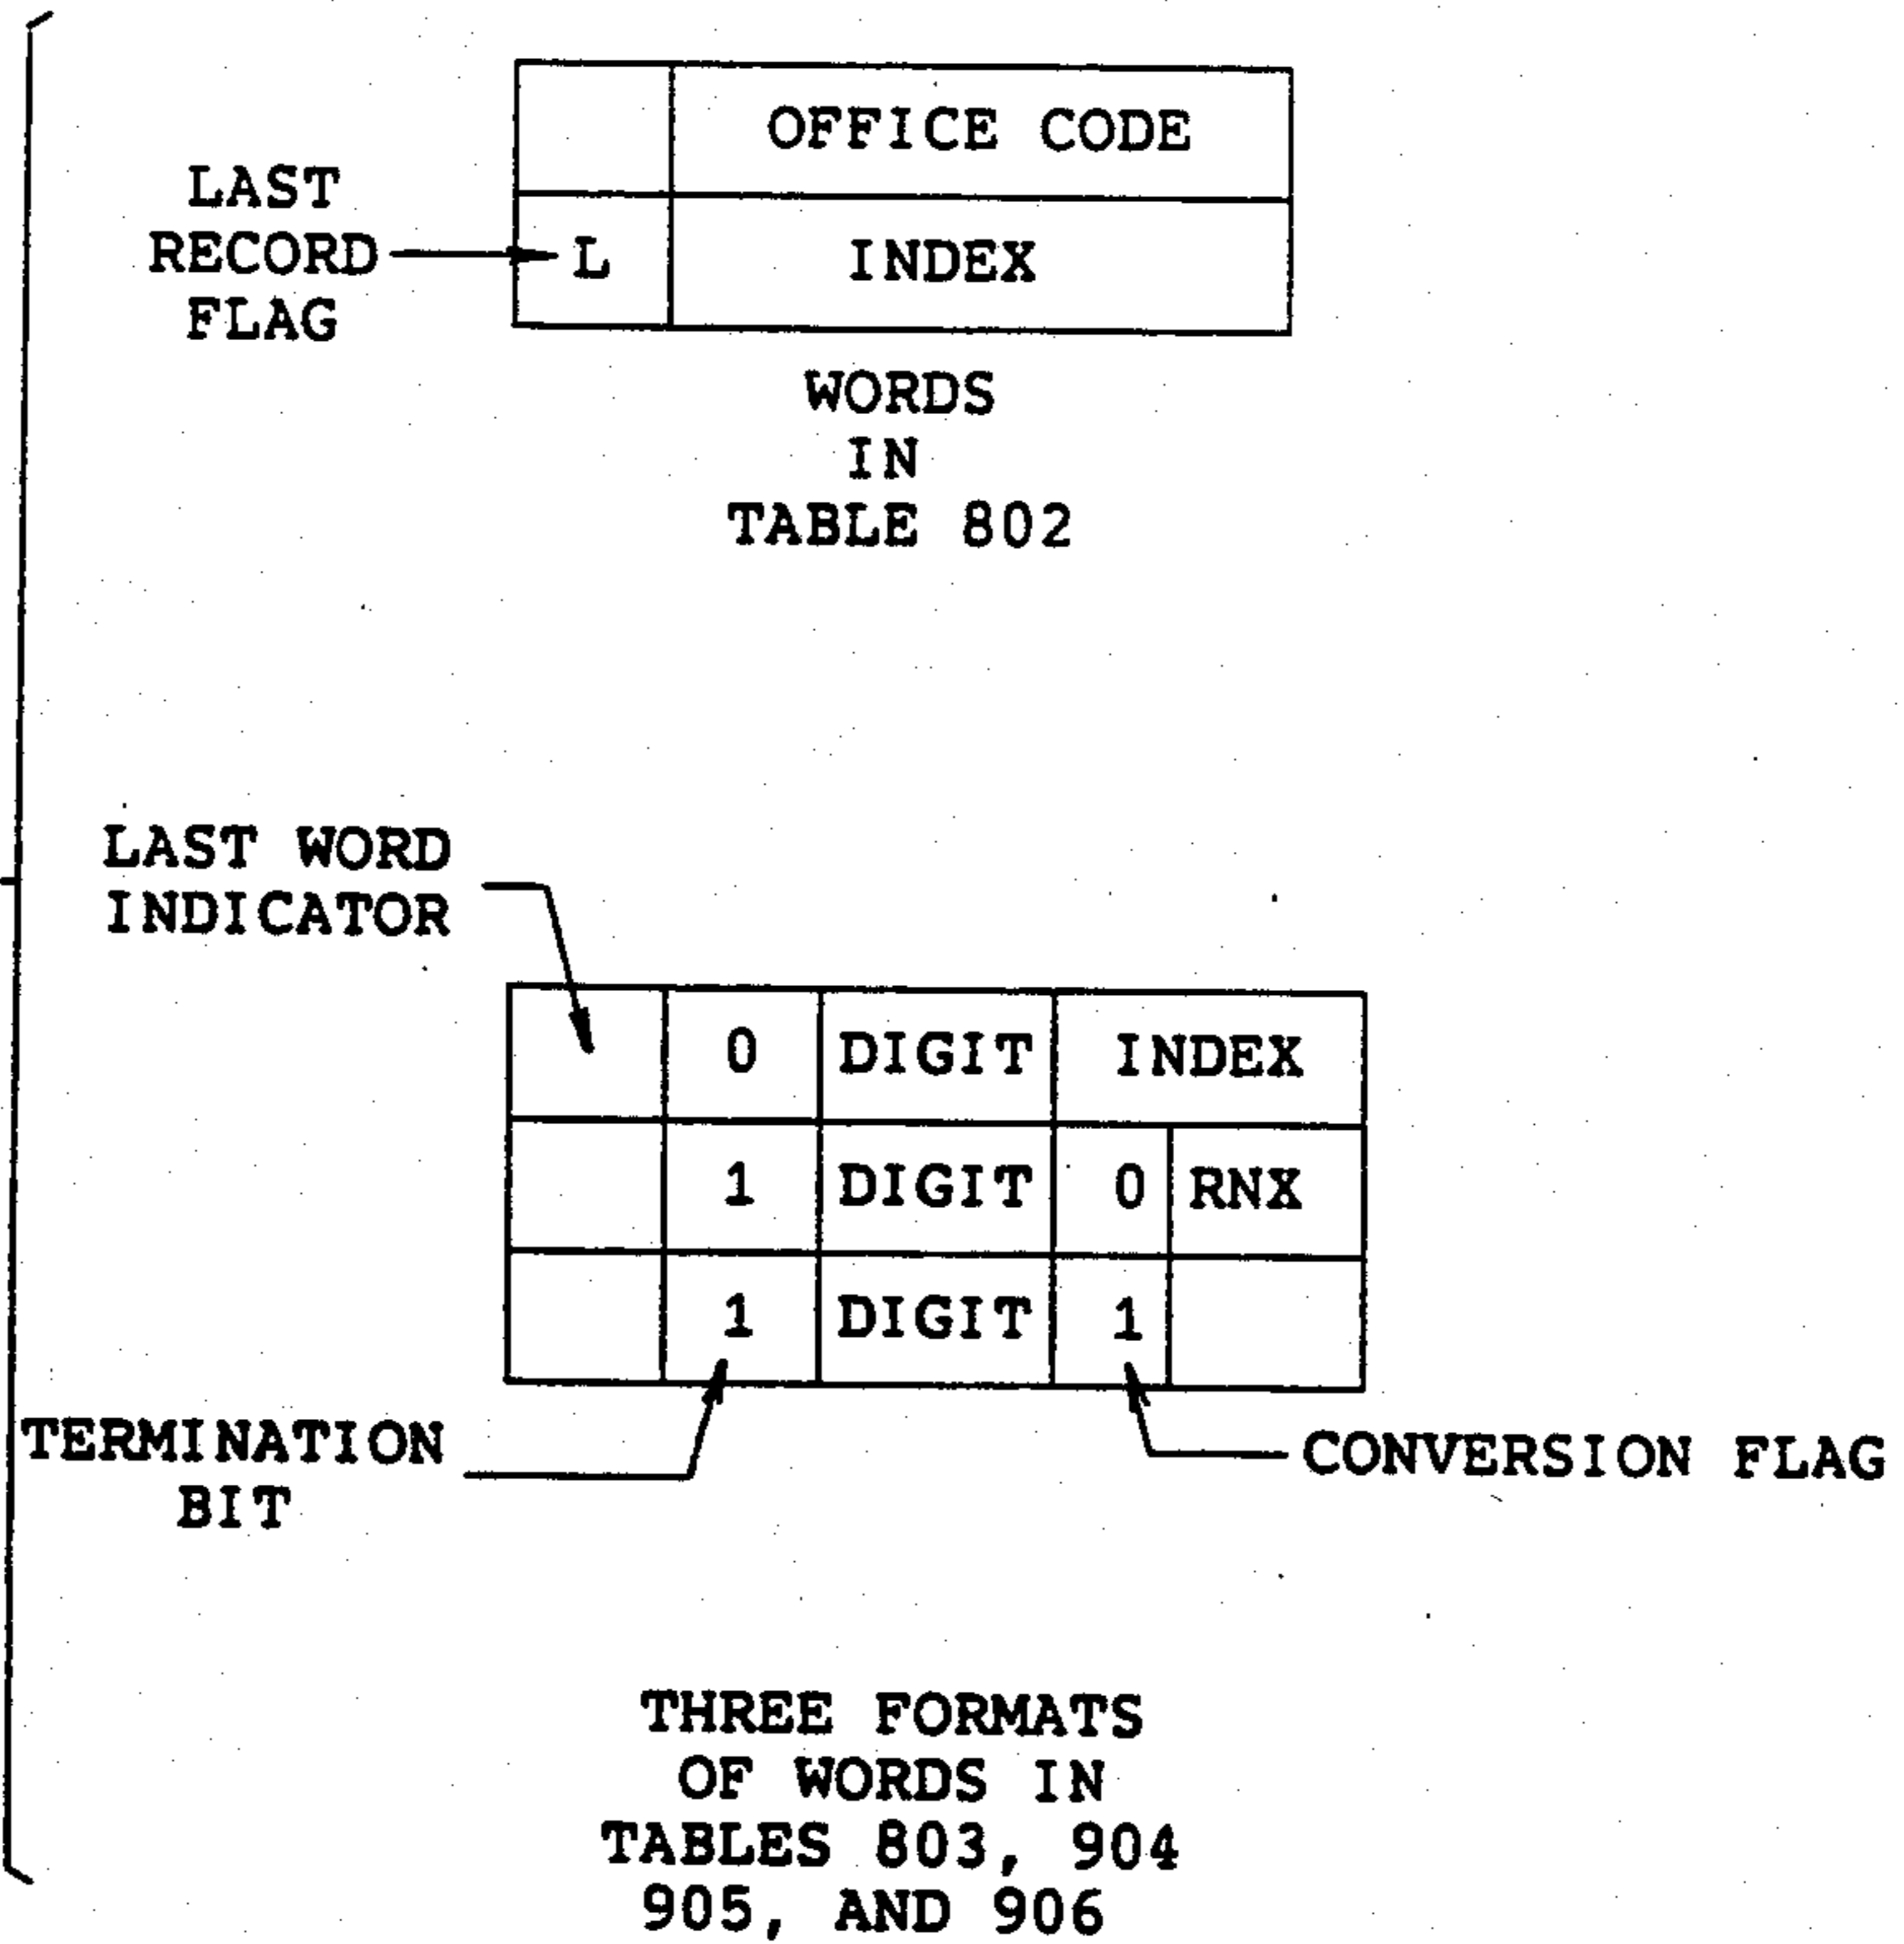 OFFICE CODE
LAST
RECORD
FLAG
L INDEX
WORDS
IN
TABLE 802
LAST WORD
INDICATOR
0 DIGIT INDEX
1 DIGIT 0 RNX
1 DIGIT 1
TERMINATION
BIT
CONVERSION FLAG
THREE FORMATS
OF WORDS IN
TABLES 803, 904
905, AND 906